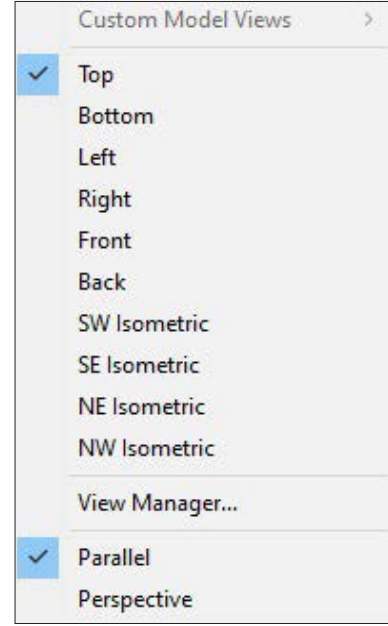 Custom Model Views
Top
Bottom
Left
Right
Front
Back
SW Isometric
SE Isometric
NE Isometric
NW Isometric
View Manager...
Parallel
Perspective